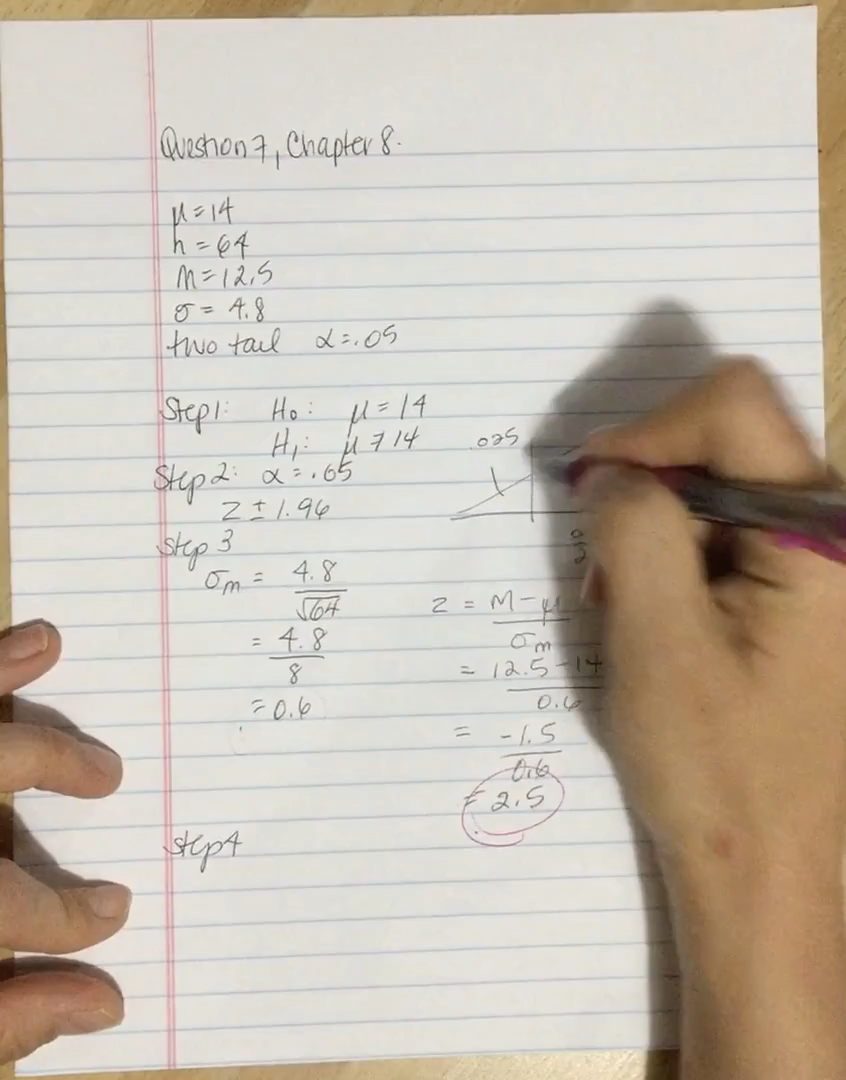 Question 7, Chapter 8.
μ = 14
n = 64
M = 12.5
σ = 4.8
two tail α = .05
Step 1: H₀: μ = 14
H₁: μ ≠ 14
.025
Step 2: α = .05
Z ± 1.96
Step 3
σm = 4.8
√64
= 4.8
8
= 0.6
Z = M - μ
σm
= 12.5 - 14
0.6
= -1.5
0.6
= 2.5
Step 4